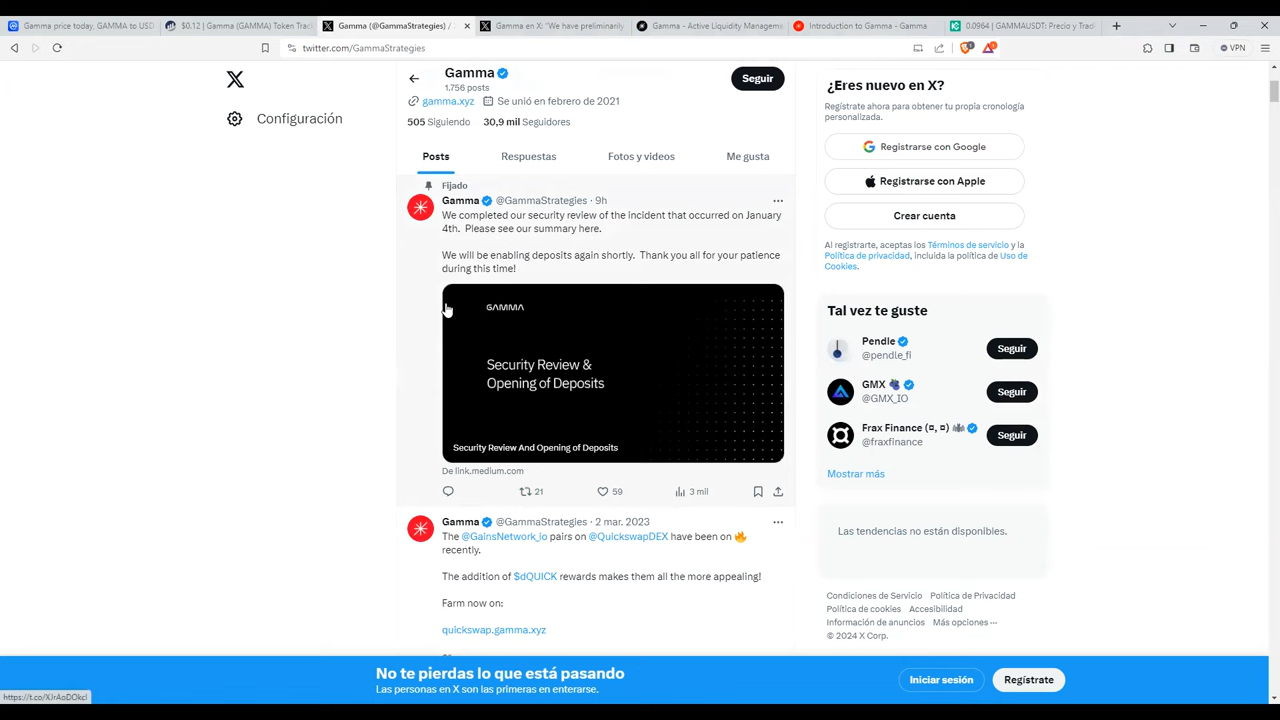 Gamma price today, GAMMA to USD
$0.12 | Gamma (GAMMA) Token Track
Gamma (@GammaStrategies) /
Gamma en X: "We have preliminarily
Gamma - Active Liquidity Manageme
Introduction to Gamma - Gamma
0.0964 | GAMMAUSDT: Precio y Trad
twitter.com/GammaStrategies
VPN
Gamma
1.756 posts
Seguir
gamma.xyz Se unió en febrero de 2021
505 Siguiendo 30,9 mil Seguidores
Posts Respuestas Fotos y videos Me gusta
Configuración
Fijado
Gamma @GammaStrategies · 9h
We completed our security review of the incident that occurred on January
4th. Please see our summary here.
We will be enabling deposits again shortly. Thank you all for your patience
during this time!
GAMMA
Security Review &
Opening of Deposits
Security Review And Opening of Deposits
De link.medium.com
21 59 3 mil
Gamma @GammaStrategies · 2 mar. 2023
The @GainsNetwork_io pairs on @QuickswapDEX have been on 🔥
recently.
The addition of $dQUICK rewards makes them all the more appealing!
Farm now on:
quickswap.gamma.xyz
¿Eres nuevo en X?
Regístrate ahora para obtener tu propia cronología
personalizada.
Registrarse con Google
Registrarse con Apple
Crear cuenta
Al registrarte, aceptas los Términos de servicio y la
Política de privacidad, incluida la política de Uso de
Cookies.
Tal vez te guste
Pendle
@pendle_fi
Seguir
GMX 🫐
@GMX_IO
Seguir
Frax Finance (¤, ¤)
@fraxfinance
Seguir
Mostrar más
Las tendencias no están disponibles.
Condiciones de Servicio Política de Privacidad
Política de cookies Accesibilidad
Información de anuncios Más opciones ···
© 2024 X Corp.
No te pierdas lo que está pasando
Las personas en X son las primeras en enterarse.
Iniciar sesión
Regístrate